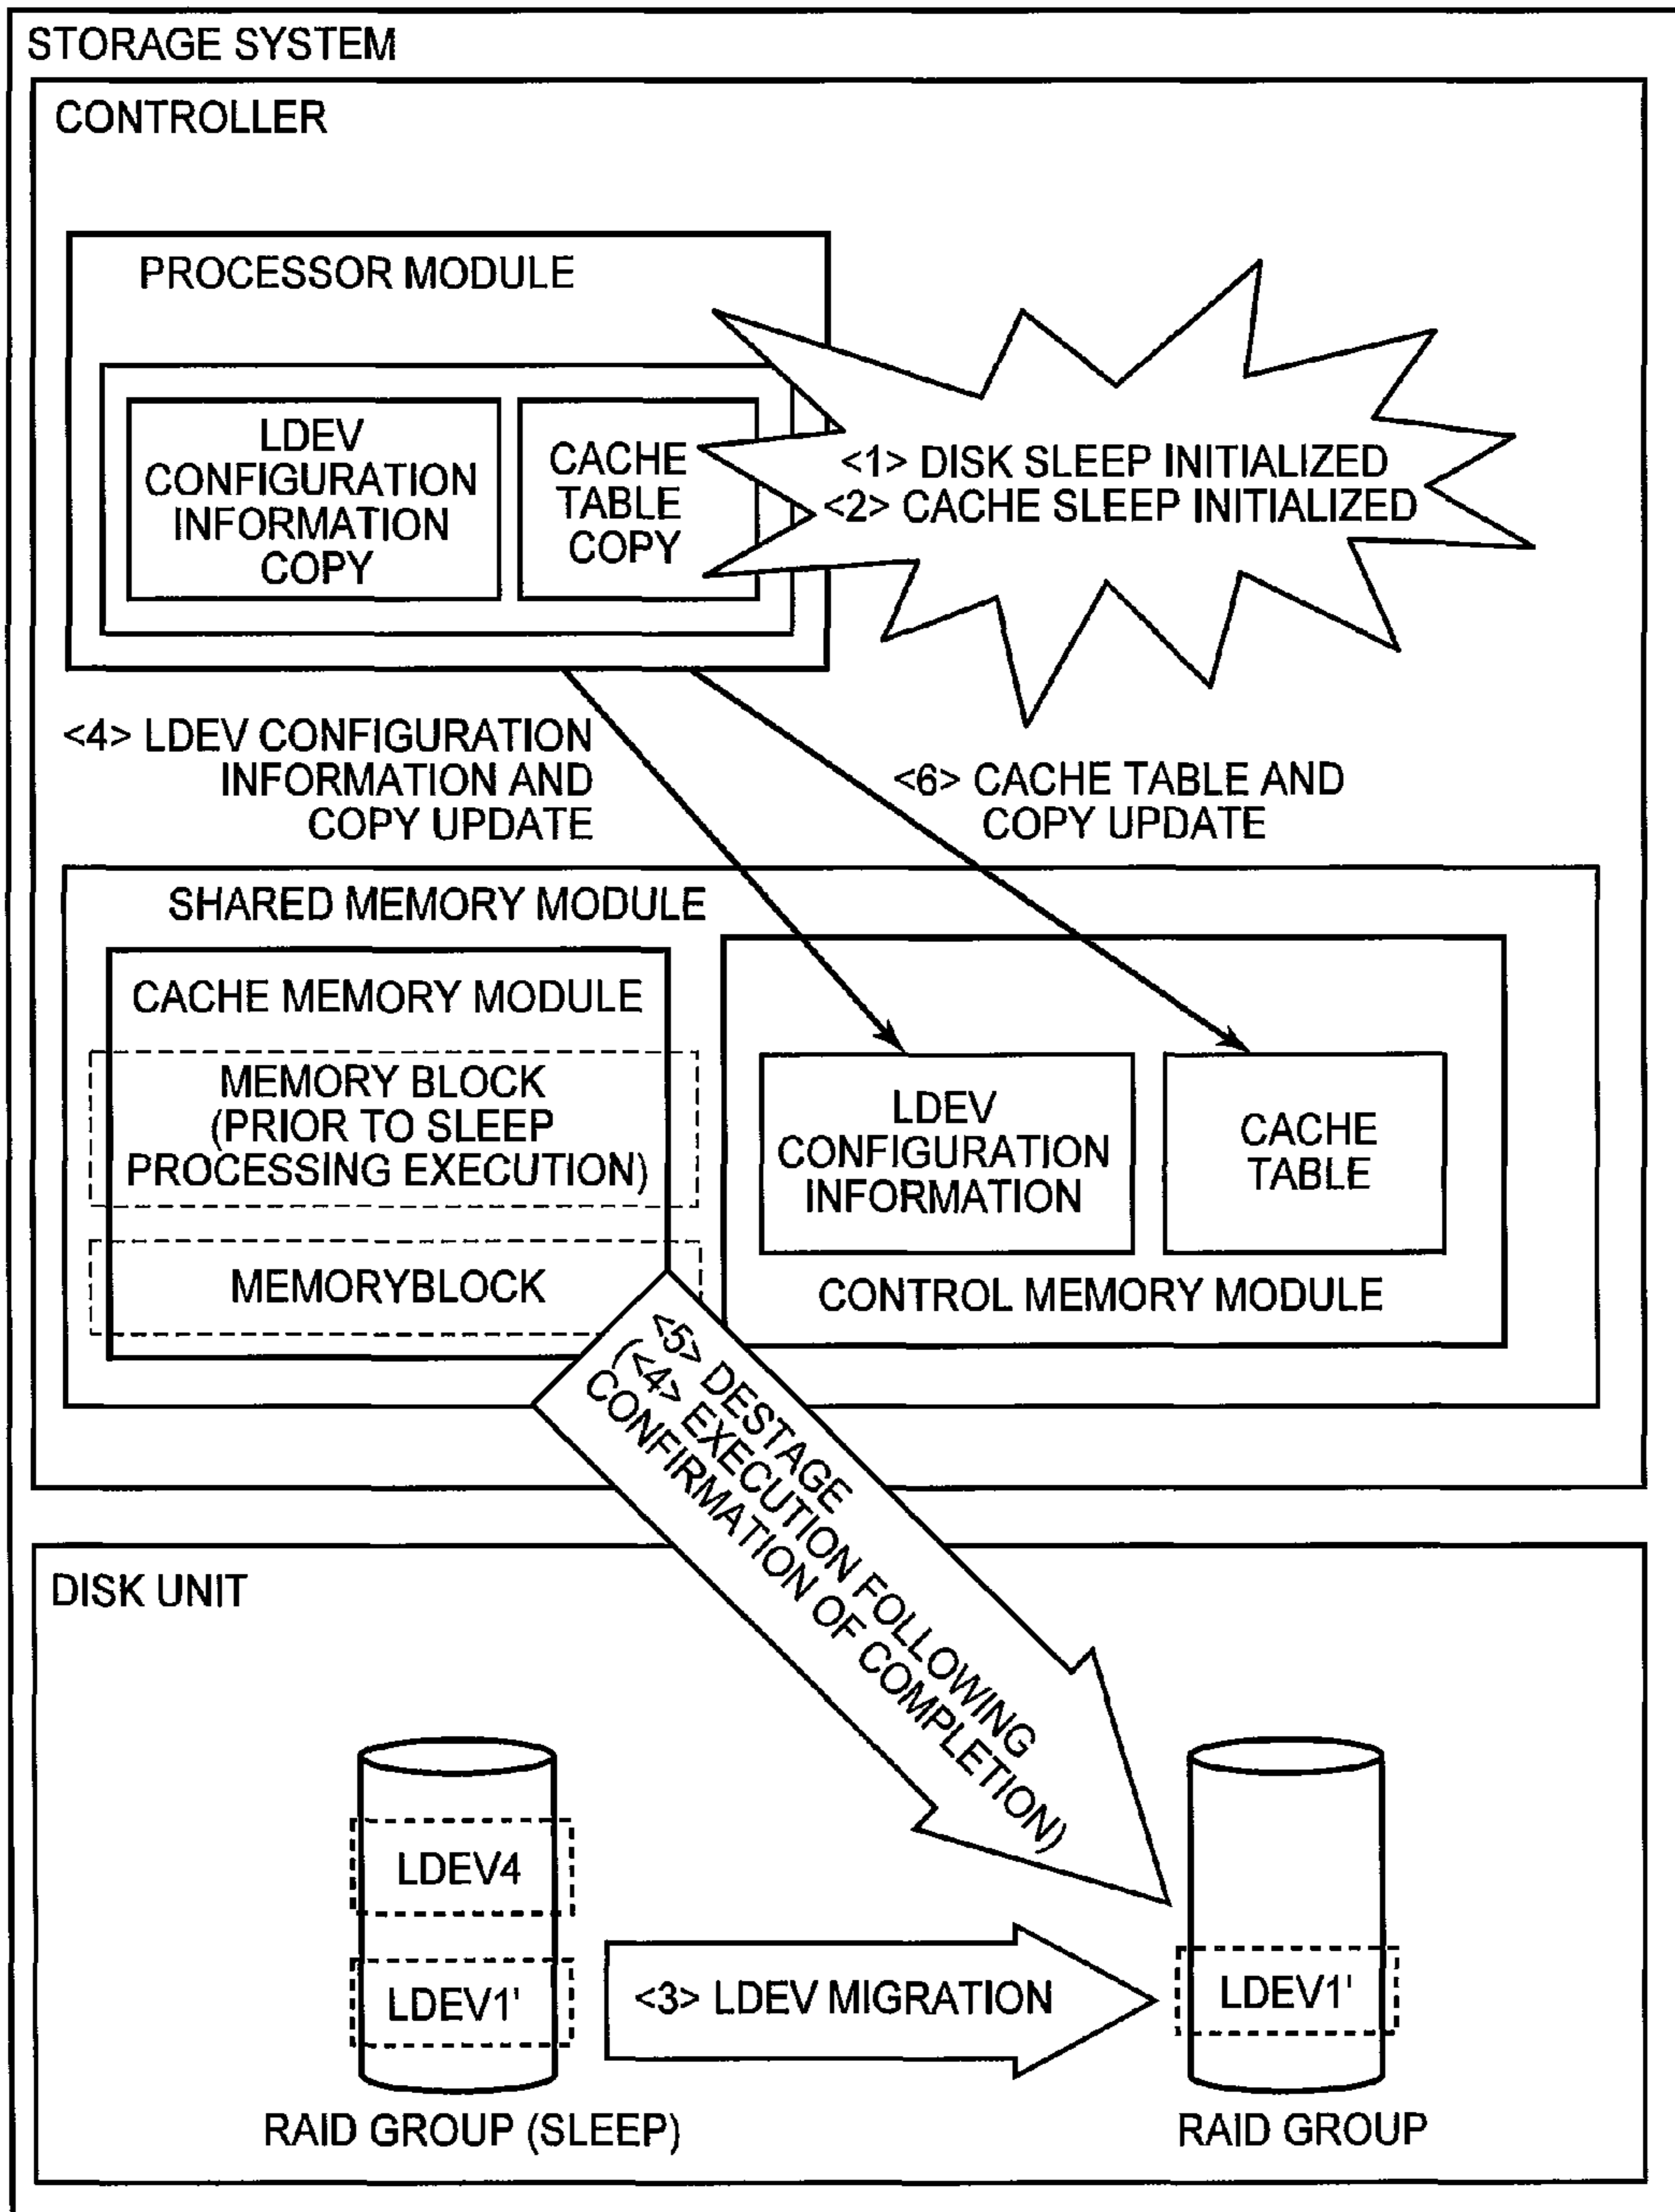 STORAGE SYSTEM
CONTROLLER
PROCESSOR MODULE
LDEV
CONFIGURATION
INFORMATION
COPY
CACHE
TABLE
COPY
<1> DISK SLEEP INITIALIZED
<2> CACHE SLEEP INITIALIZED
<4> LDEV CONFIGURATION
INFORMATION AND
COPY UPDATE
<6> CACHE TABLE AND
COPY UPDATE
SHARED MEMORY MODULE
CACHE MEMORY MODULE
MEMORY BLOCK
(PRIOR TO SLEEP
PROCESSING EXECUTION)
MEMORYBLOCK
LDEV
CONFIGURATION
INFORMATION
CACHE
TABLE
CONTROL MEMORY MODULE
<5> DESTAGE
(<4> EXECUTION FOLLOWING
CONFIRMATION OF COMPLETION)
DISK UNIT
LDEV4
LDEV1'
<3> LDEV MIGRATION
LDEV1'
RAID GROUP (SLEEP)
RAID GROUP